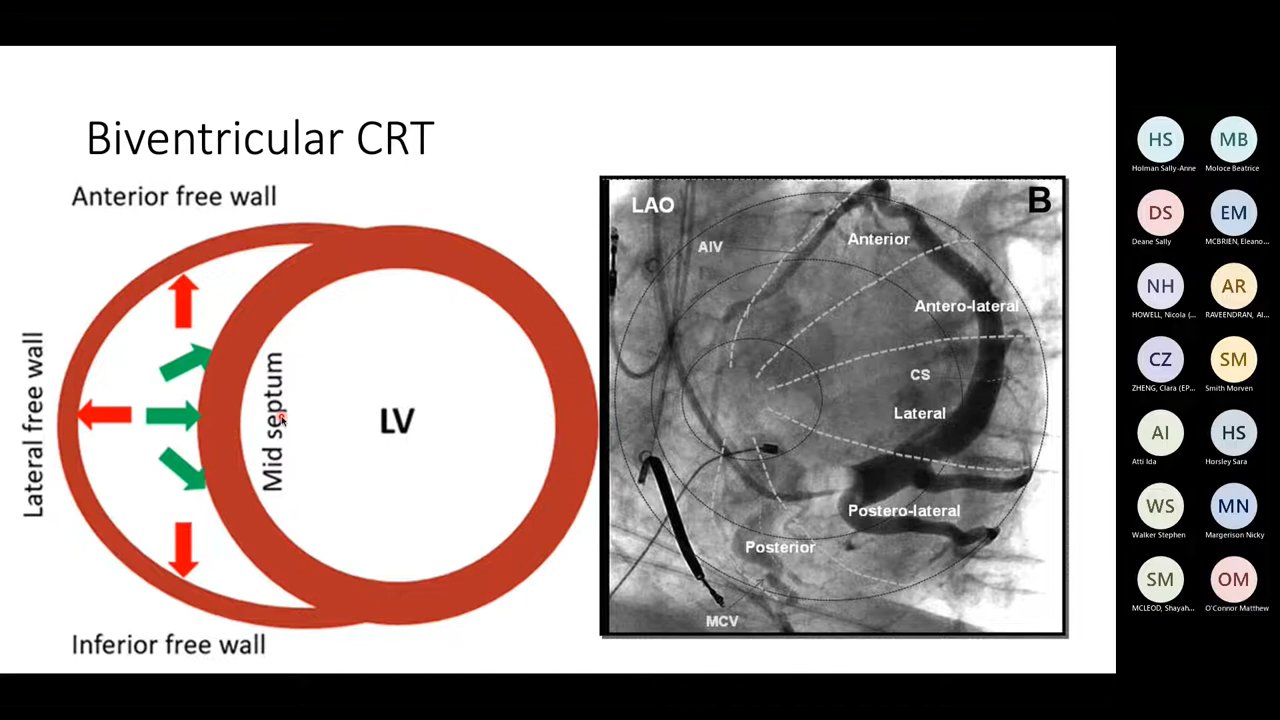 Biventricular CRT
Anterior free wall
Lateral free wall
Mid septum
LV
Inferior free wall
LAO
B
AIV
Anterior
Antero-lateral
CS
Lateral
Postero-lateral
Posterior
MCV
HS
Holman Sally-Anne
MB
Moloce Beatrice
DS
Deane Sally
EM
MCBRIEN, Eleano...
NH
HOWELL, Nicola (...
AR
RAVEENDRAN, Al...
CZ
ZHENG, Clara (EP...
SM
Smith Morven
AI
Atti Ida
HS
Horsley Sara
WS
Walker Stephen
MN
Margerison Nicky
SM
MCLEOD, Shayah...
OM
O'Connor Matthew